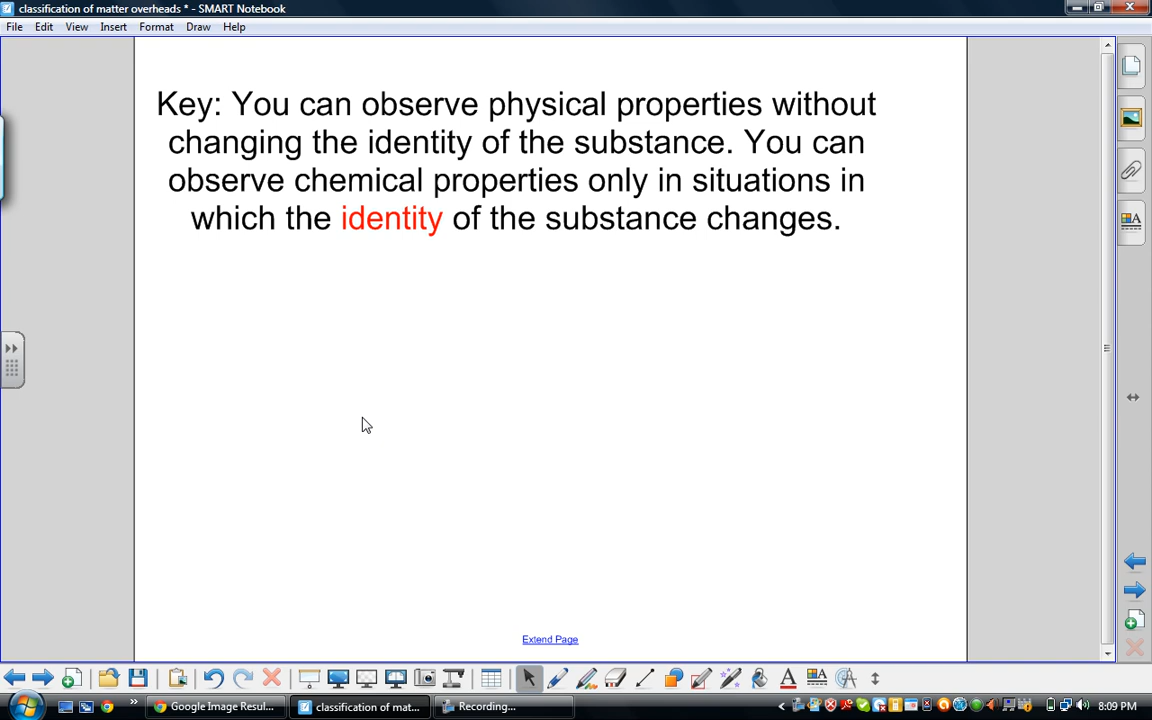 classification of matter overheads * - SMART Notebook
File Edit View Insert Format Draw Help
Key: You can observe physical properties without
changing the identity of the substance. You can
observe chemical properties only in situations in
which the identity of the substance changes.
Extend Page
Google Image Resul...
classification of mat...
Recording...
8:09 PM